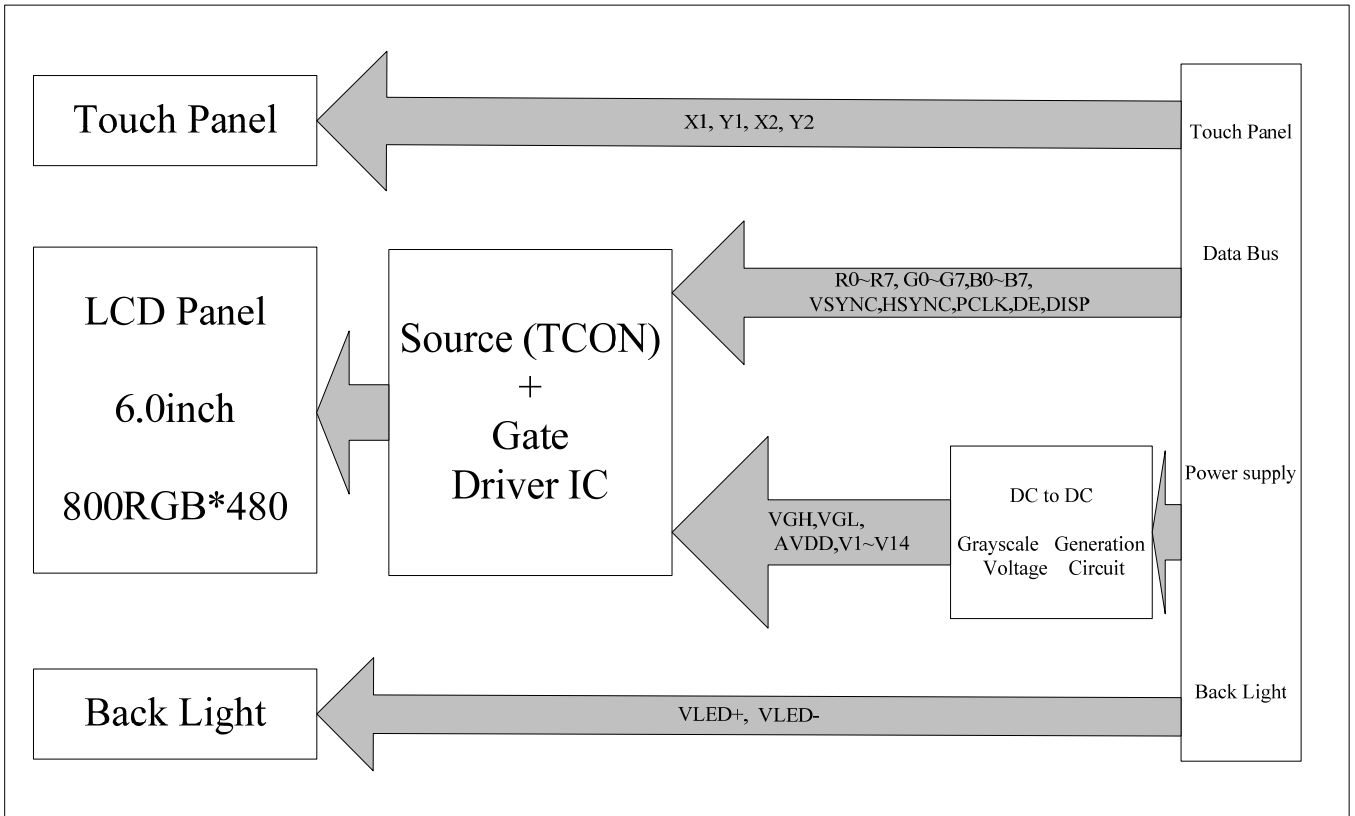 Touch Panel
X1, Y1, X2, Y2
Touch Panel
LCD Panel
6.0inch
800RGB*480
Source (TCON)
+
Gate
Driver IC
R0~R7, G0~G7,B0~B7,
VSYNC,HSYNC,PCLK,DE,DISP
Data Bus
VGH,VGL,
AVDD,V1~V14
DC to DC
Grayscale Generation
Voltage Circuit
Power supply
Back Light
VLED+, VLED-
Back Light